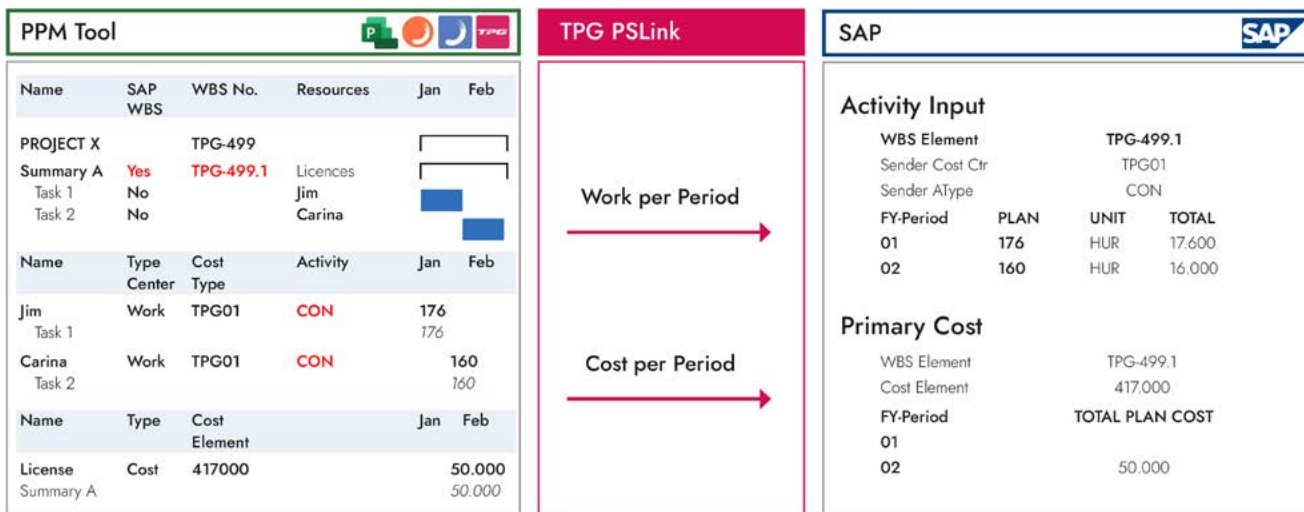 PPM Tool
P
TPG
TPG PSLink
SAP
SAP
Name SAP WBS No. Resources Jan Feb
WBS
PROJECT X TPG-499
Summary A Yes TPG-499.1 Licences
Task 1 No Jim
Task 2 No Carina
Name Type Cost Activity Jan Feb
Center Type
Jim Work TPG01 CON 176
Task 1 176
Carina Work TPG01 CON 160
Task 2 160
Name Type Cost Jan Feb
Element
License Cost 417000 50.000
Summary A 50.000
Work per Period
Cost per Period
Activity Input
WBS Element TPG-499.1
Sender Cost Ctr TPG01
Sender AType CON
FY-Period PLAN UNIT TOTAL
01 176 HUR 17.600
02 160 HUR 16.000
Primary Cost
WBS Element TPG-499.1
Cost Element 417.000
FY-Period TOTAL PLAN COST
01
02 50.000